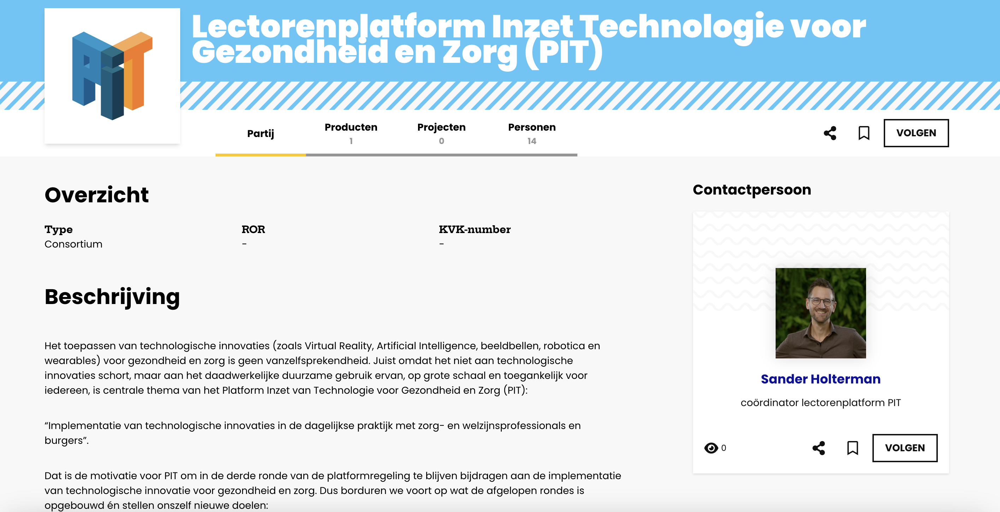 PiT
Lectorenplatform Inzet Technologie voor
Gezondheid en Zorg (PIT)
Partij
Producten
1
Projecten
0
Personen
14
VOLGEN
Overzicht
Type
Consortium
ROR
-
KVK-number
-
Beschrijving
Het toepassen van technologische innovaties (zoals Virtual Reality, Artificial Intelligence, beeldbellen, robotica en
wearables) voor gezondheid en zorg is geen vanzelfsprekendheid. Juist omdat het niet aan technologische
innovaties schort, maar aan het daadwerkelijke duurzame gebruik ervan, op grote schaal en toegankelijk voor
iedereen, is centrale thema van het Platform Inzet van Technologie voor Gezondheid en Zorg (PIT):
“Implementatie van technologische innovaties in de dagelijkse praktijk met zorg- en welzijnsprofessionals en
burgers”.
Dat is de motivatie voor PIT om in de derde ronde van de platformregeling te blijven bijdragen aan de implementatie
van technologische innovatie voor gezondheid en zorg. Dus borduren we voort op wat de afgelopen rondes is
opgebouwd én stellen onszelf nieuwe doelen:
Contactpersoon
Sander Holterman
coördinator lectorenplatform PIT
0
VOLGEN